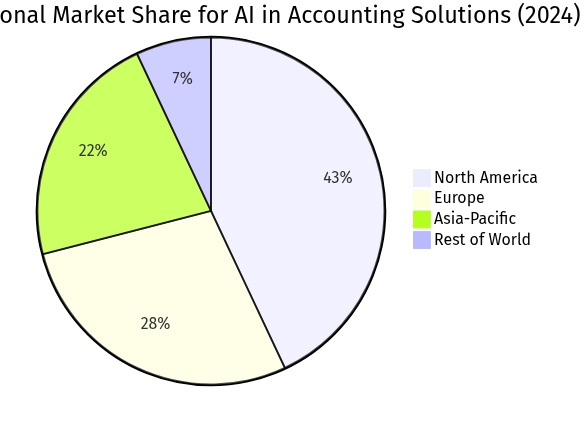 onal Market Share for AI in Accounting Solutions (2024)
7%
43%
22%
28%
North America
Europe
Asia-Pacific
Rest of World